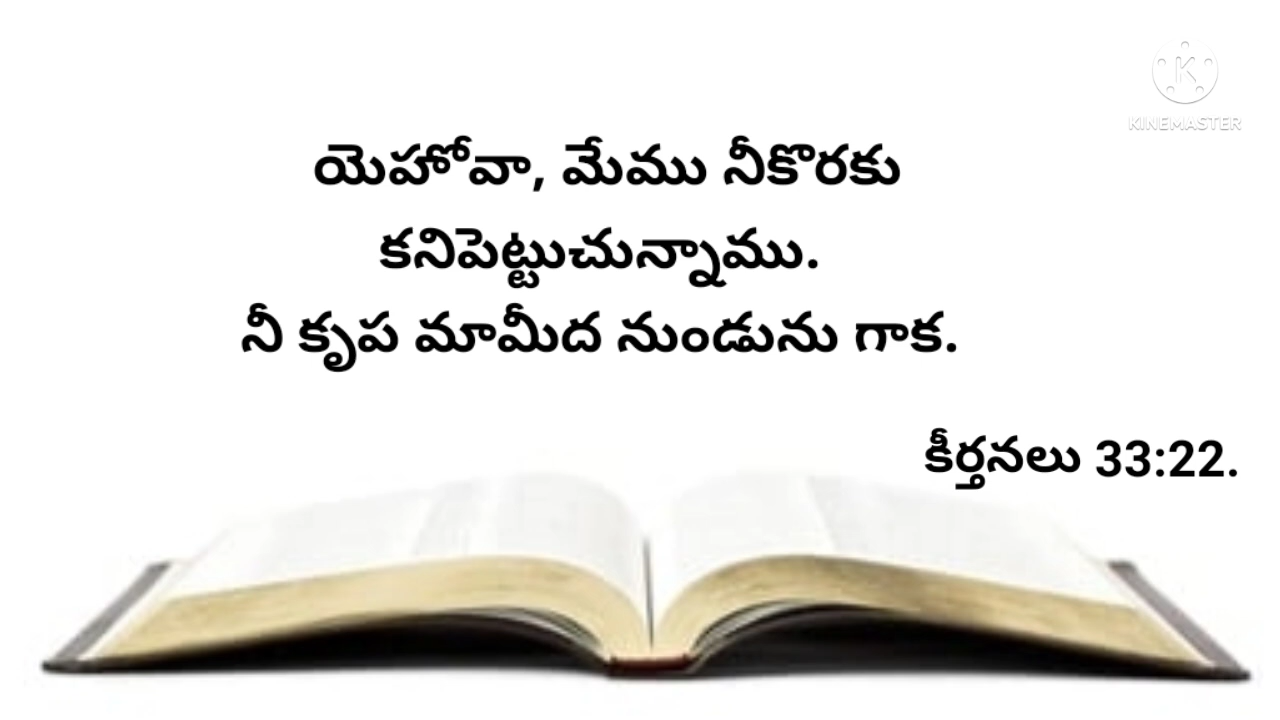 KINEMASTER
యెహోవా, మేము నీకొరకు
కనిపెట్టుచున్నాము.
నీ కృప మామీద నుండును గాక.
కీర్తనలు 33:22.